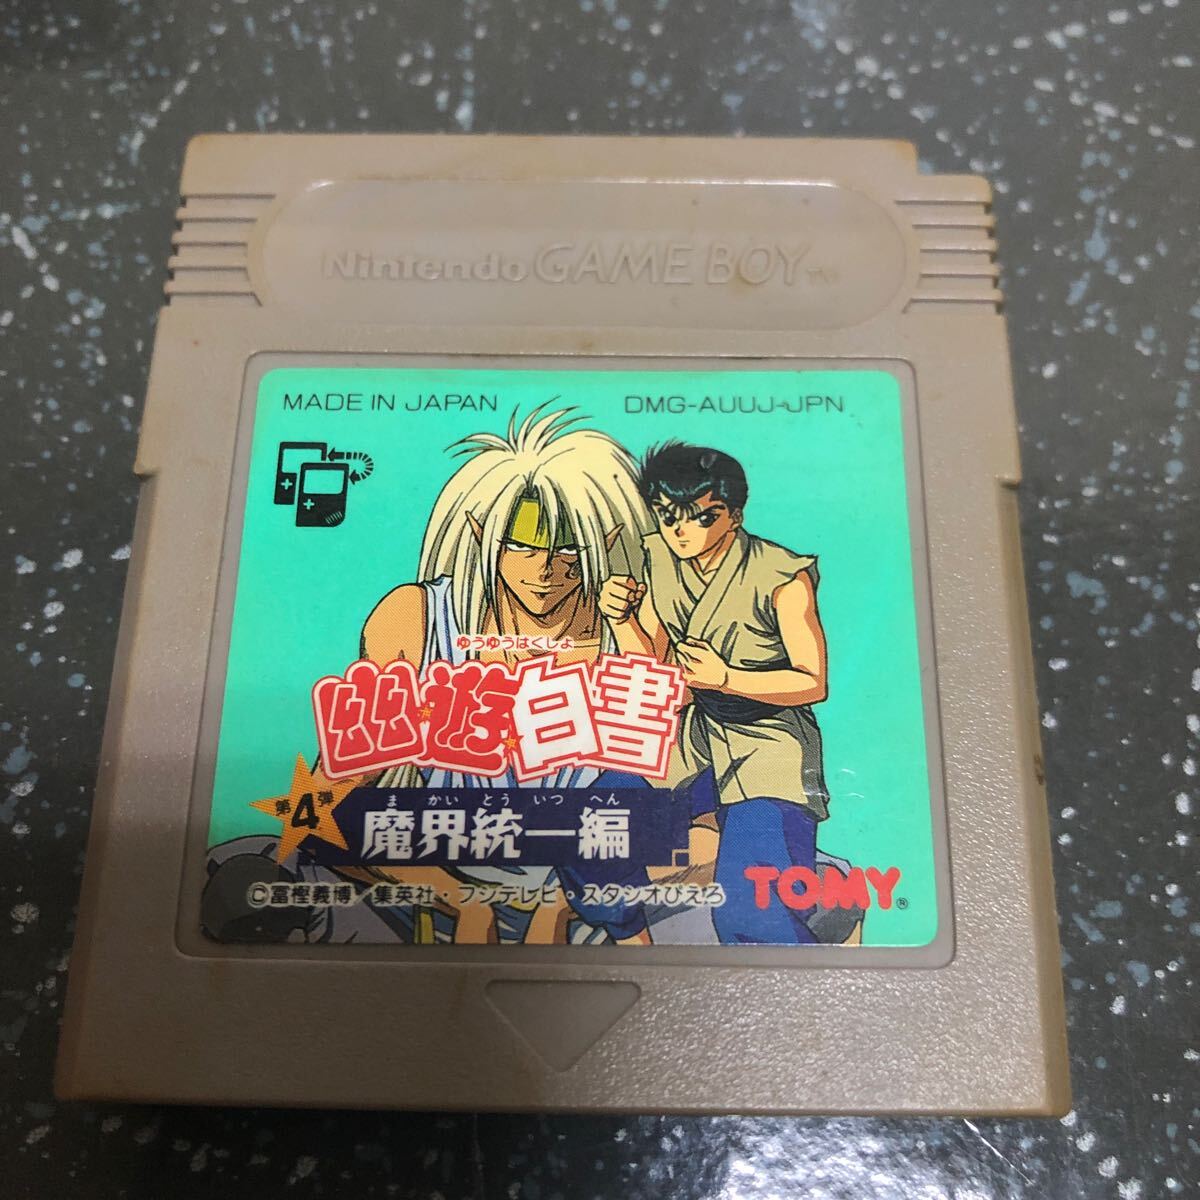 Nintendo GAME BOY™
MADE IN JAPAN
DMG-AUUJ-JPN
ゆうゆうはくしょ
幽☆遊☆白書
第4弾
まかいとういつへん
魔界統一編
©冨樫義博/集英社・フジテレビ・スタジオぴえろ
TOMY®